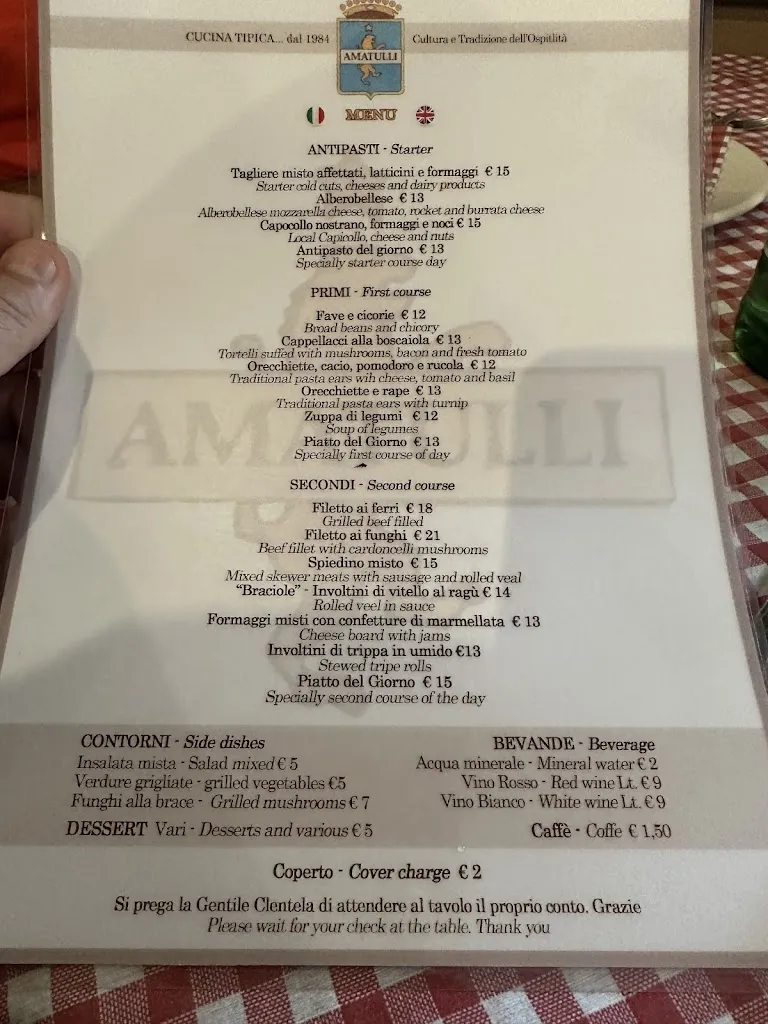 CUCINA TIPICA... dal 1984 AMATULLI Cultura e Tradizione dell'Ospitlità
MENU
ANTIPASTI - Starter
Tagliere misto affettati, latticini e formaggi € 15
Starter cold cuts, cheeses and dairy products
Alberobellese € 13
Alberobellese mozzarella cheese, tomato, rocket and burrata cheese
Capocollo nostrano, formaggi e noci € 15
Local Capicollo, cheese and nuts
Antipasto del giorno € 13
Specially starter course day
PRIMI - First course
Fave e cicorie € 12
Broad beans and chicory
Cappellacci alla boscaiola € 13
Tortelli suffed with mushrooms, bacon and fresh tomato
Orecchiette, cacio, pomodoro e rucola € 12
Traditional pasta ears wih cheese, tomato and basil
Orecchiette e rape € 13
Traditional pasta ears with turnip
Zuppa di legumi € 12
Soup of legumes
Piatto del Giorno € 13
Specially first course of day
AMATULLI
SECONDI - Second course
Filetto ai ferri € 18
Grilled beef filled
Filetto ai funghi € 21
Beef fillet with cardoncelli mushrooms
Spiedino misto € 15
Mixed skewer meats with sausage and rolled veal
“Braciole” - Involtini di vitello al ragù € 14
Rolled veel in sauce
Formaggi misti con confetture di marmellata € 13
Cheese board with jams
Involtini di trippa in umido €13
Stewed tripe rolls
Piatto del Giorno € 15
Specially second course of the day
CONTORNI - Side dishes
Insalata mista - Salad mixed € 5
Verdure grigliate - grilled vegetables €5
Funghi alla brace - Grilled mushrooms € 7
DESSERT Vari - Desserts and various € 5
BEVANDE - Beverage
Acqua minerale - Mineral water € 2
Vino Rosso - Red wine Lt. € 9
Vino Bianco - White wine Lt. € 9
Caffè - Coffe € 1,50
Coperto - Cover charge € 2
Si prega la Gentile Clentela di attendere al tavolo il proprio conto. Grazie
Please wait for your check at the table. Thank you